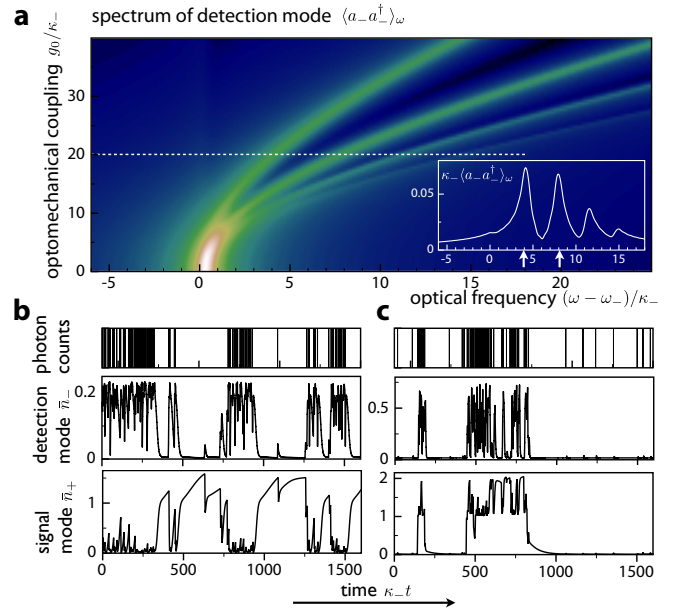 a spectrum of detection mode ⟨a₋a₋†⟩ω
optomechanical coupling g₀/κ₋
30
20
10
0
-5 0 5 10 15 20
κ₋⟨a₋a₋†⟩ω
0.05
0
-5 0 5 10 15
optical frequency (ω − ω₋)/κ₋
b
c
photon
counts
detection
mode n̄₋
0.2
0
0.5
0
signal
mode n̄₊
1
0
0 500 1000 1500
2
1
0
0 500 1000 1500
time κ₋t